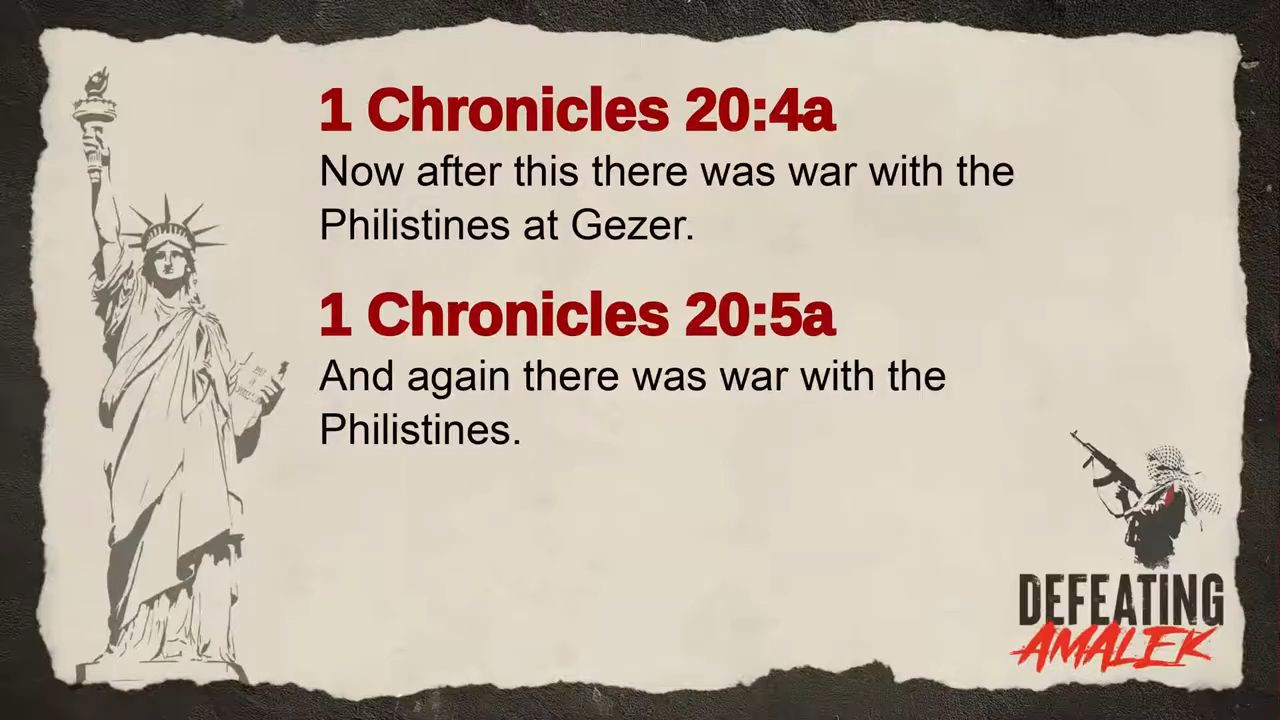 1 Chronicles 20:4a
Now after this there was war with the
Philistines at Gezer.
1 Chronicles 20:5a
And again there was war with the
Philistines.
DEFEATING
AMALEK